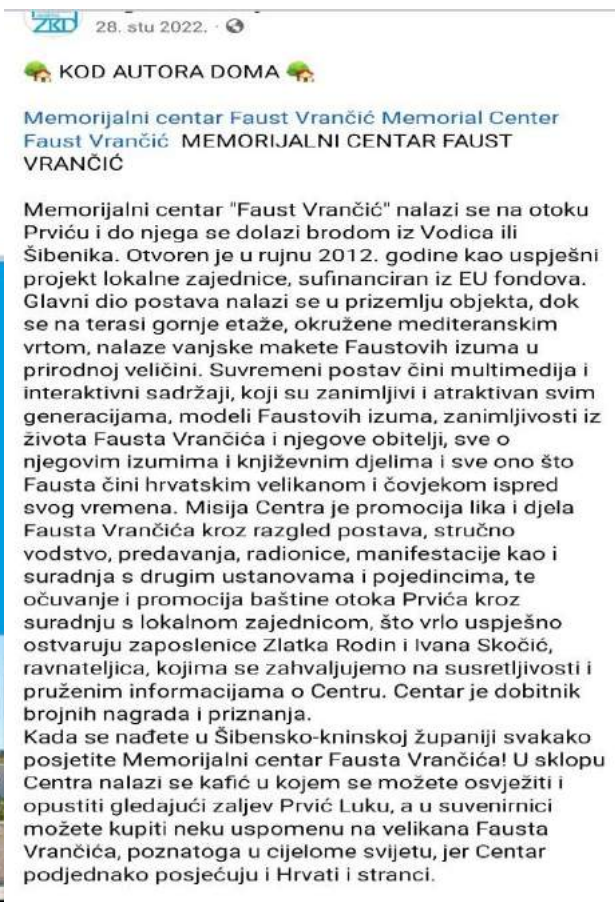 ZKD
28. stu 2022.
KOD AUTORA DOMA
Memorijalni centar Faust Vrančić Memorial Center
Faust Vrančić MEMORIJALNI CENTAR FAUST
VRANČIĆ
Memorijalni centar "Faust Vrančić" nalazi se na otoku
Prviću i do njega se dolazi brodom iz Vodica ili
Šibenika. Otvoren je u rujnu 2012. godine kao uspješni
projekt lokalne zajednice, sufinanciran iz EU fondova.
Glavni dio postava nalazi se u prizemlju objekta, dok
se na terasi gornje etaže, okružene mediteranskim
vrtom, nalaze vanjske makete Faustovih izuma u
prirodnoj veličini. Suvremeni postav čini multimedija i
interaktivni sadržaji, koji su zanimljivi i atraktivan svim
generacijama, modeli Faustovih izuma, zanimljivosti iz
života Fausta Vrančića i njegove obitelji, sve o
njegovim izumima i književnim djelima i sve ono što
Fausta čini hrvatskim velikanom i čovjekom ispred
svog vremena. Misija Centra je promocija lika i djela
Fausta Vrančića kroz razgled postava, stručno
vodstvo, predavanja, radionice, manifestacije kao i
suradnja s drugim ustanovama i pojedincima, te
očuvanje i promocija baštine otoka Prvića kroz
suradnju s lokalnom zajednicom, što vrlo uspješno
ostvaruju zaposlenice Zlatka Rodin i Ivana Skočić,
ravnateljica, kojima se zahvaljujemo na susretljivosti i
pruženim informacijama o Centru. Centar je dobitnik
brojnih nagrada i priznanja.
Kada se nađete u Šibensko-kninskoj županiji svakako
posjetite Memorijalni centar Fausta Vrančića! U sklopu
Centra nalazi se kafić u kojem se možete osvježiti i
opustiti gledajući zaljev Prvić Luku, a u suvenirnici
možete kupiti neku uspomenu na velikana Fausta
Vrančića, poznatoga u cijelome svijetu, jer Centar
podjednako posjećuju i Hrvati i stranci.